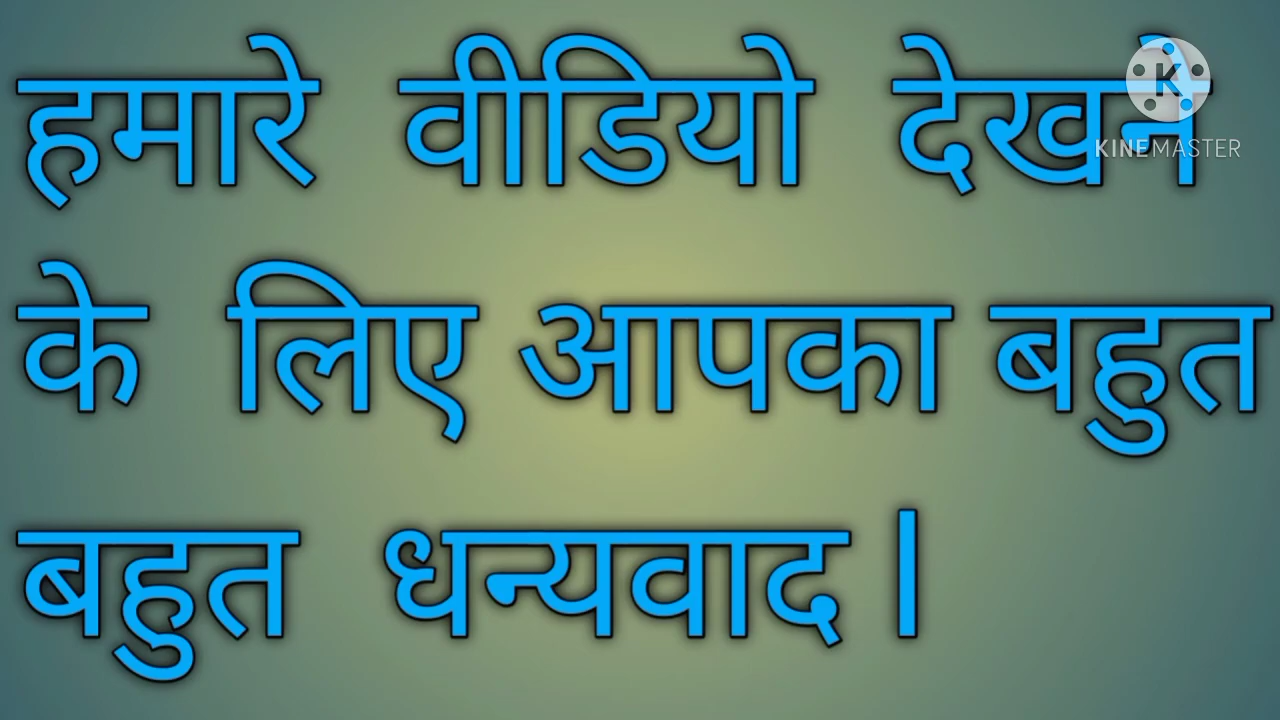 हमारे वीडियो देखने
KINEMASTER
के लिए आपका बहुत
बहुत धन्यवाद।